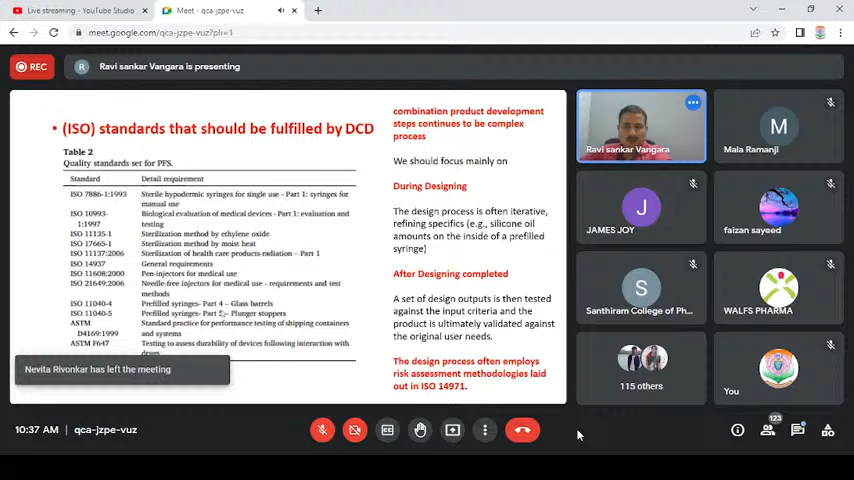 Live streaming - YouTube Studio
Meet - qca-jzpe-vuz
meet.google.com/qca-jzpe-vuz?pli=1
REC
R
Ravi sankar Vangara is presenting
• (ISO) standards that should be fulfilled by DCD
Table 2
Quality standards set for PFS.
Standard Detail requirement
ISO 7886-1:1993 Sterile hypodermic syringes for single use - Part 1: syringes for
manual use
ISO 10993- Biological evaluation of medical devices - Part 1: evaluation and
1:1997 testing
ISO 11135-1 Sterilization method by ethylene oxide
ISO 17665-1 Sterilization method by moist heat
ISO 11137:2006 Sterilization of health care products-radiation – Part 1
ISO 14937 General requirements
ISO 11608:2000 Pen-injectors for medical use
ISO 21649:2006 Needle-free injectors for medical use - requirements and test
methods
ISO 11040-4 Prefilled syringes- Part 4 – Glass barrels
ISO 11040-5 Prefilled syringes- Part 5 – Plunger stoppers
ASTM Standard practice for performance testing of shipping containers
D4169:1999 and systems
ASTM F647 Testing to assess durability of devices following interaction with
drugs
Nevita Rivonkar has left the meeting
combination product development
steps continues to be complex
process
We should focus mainly on
During Designing
The design process is often iterative,
refining specifics (e.g., silicone oil
amounts on the inside of a prefilled
syringe)
After Designing completed
A set of design outputs is then tested
against the input criteria and the
product is ultimately validated against
the original user needs.
The design process often employs
risk assessment methodologies laid
out in ISO 14971.
Ravi sankar Vangara
M
Mala Ramanji
J
JAMES JOY
faizan sayeed
S
Santhiram College of Ph...
WALFS PHARMA
115 others
You
10:37 AM | qca-jzpe-vuz
123